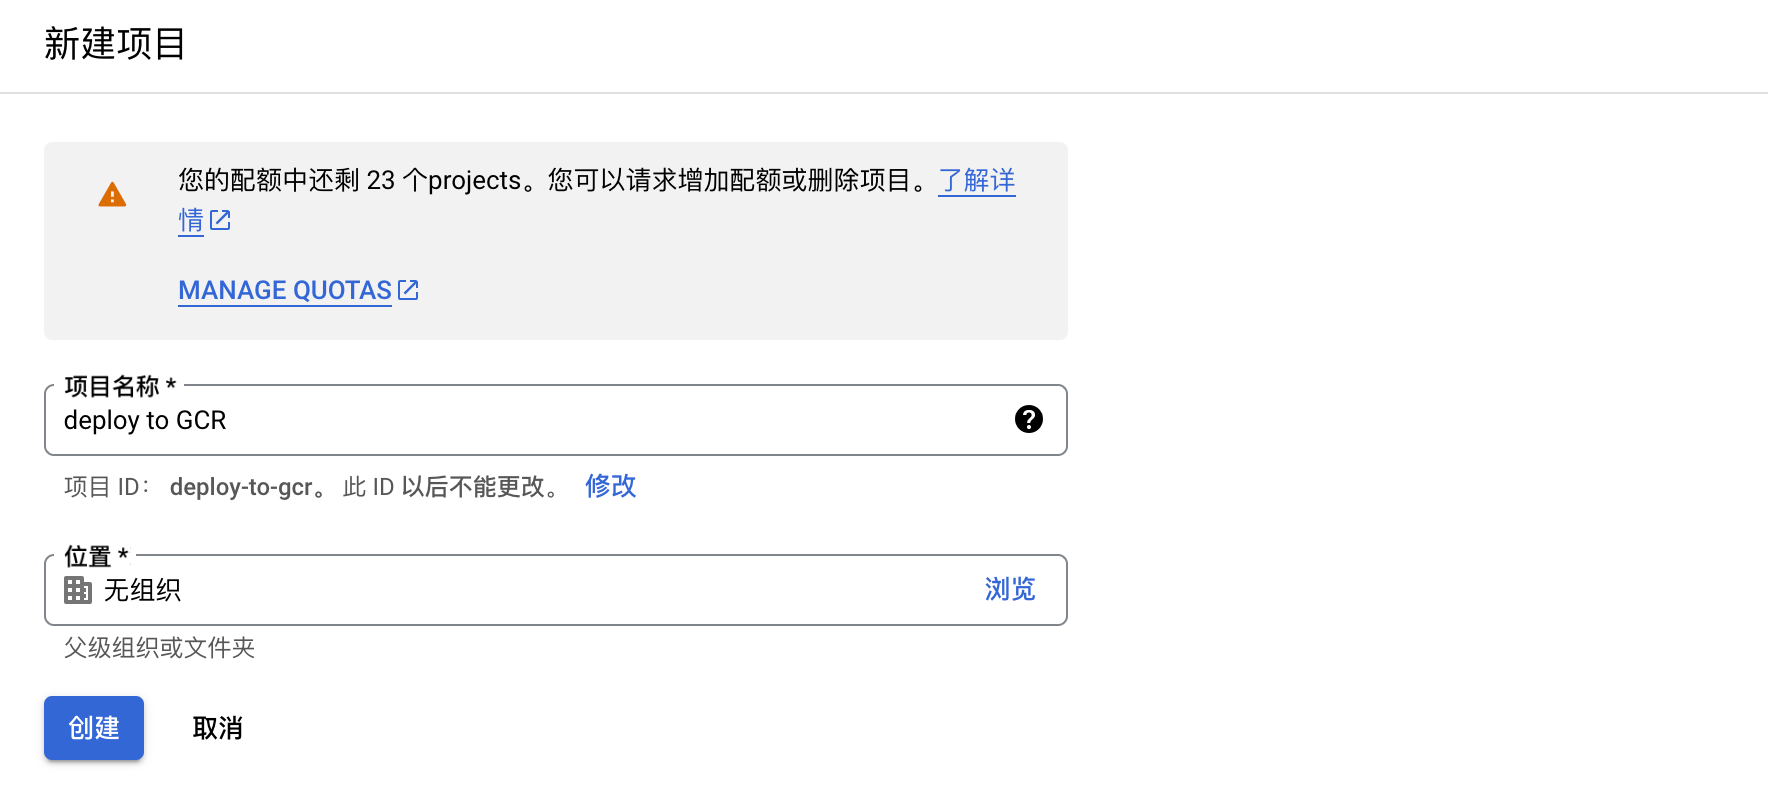 新建项目
您的配额中还剩 23 个projects。您可以请求增加配额或删除项目。了解详
情
MANAGE QUOTAS
项目名称 *
deploy to GCR
项目 ID： deploy-to-gcr。 此 ID 以后不能更改。 修改
位置 *
无组织 浏览
父级组织或文件夹
创建 取消